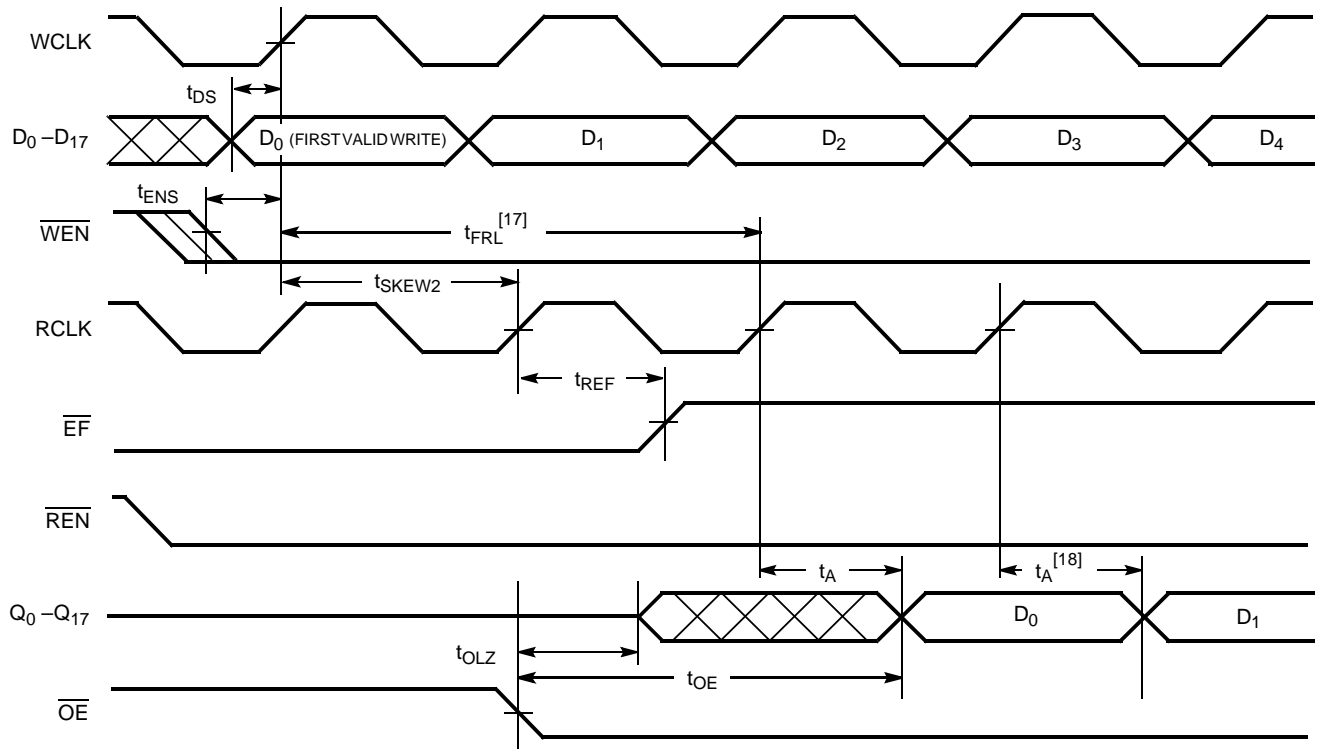 WCLK
tDS
D0 –D17
D0 (FIRST VALID WRITE)
D1
D2
D3
D4
tENS
WEN
tFRL[17]
tSKEW2
RCLK
tREF
EF
REN
tA
tA[18]
Q0 –Q17
D0
D1
tOLZ
tOE
OE